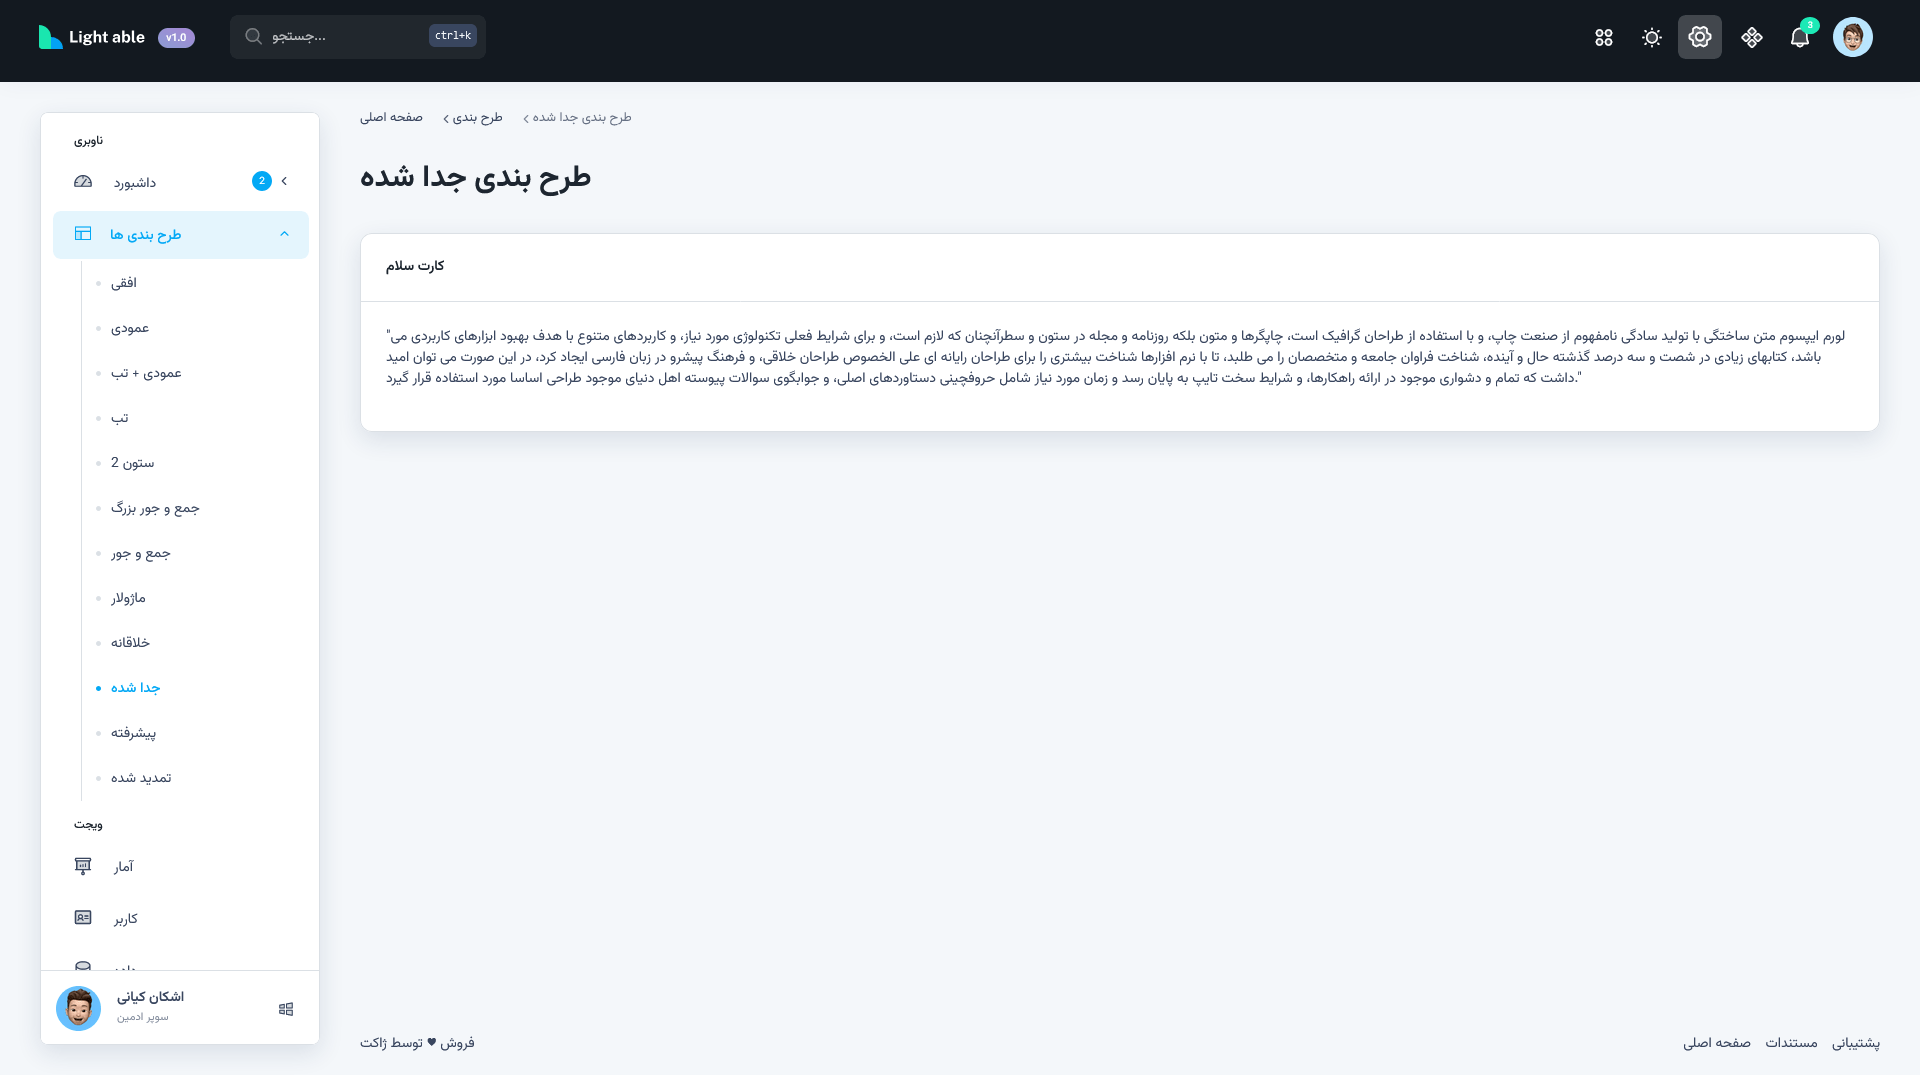 Light able
v1.0
جستجو...
ctrl+k
3
ناوبری
داشبورد
2
طرح بندی ها
افقی
عمودی
عمودی + تب
تب
ستون 2
جمع و جور بزرگ
جمع و جور
ماژولار
خلاقانه
جدا شده
پیشرفته
تمدید شده
ویجت
آمار
کاربر
اشکان کیانی
سوپر ادمین
صفحه اصلی
طرح بندی
طرح بندی جدا شده
طرح بندی جدا شده
کارت سلام
"لورم ایپسوم متن ساختگی با تولید سادگی نامفهوم از صنعت چاپ، و با استفاده از طراحان گرافیک است، چاپگرها و متون بلکه روزنامه و مجله در ستون و سطرآنچنان که لازم است، و برای شرایط فعلی تکنولوژی مورد نیاز، و کاربردهای متنوع با هدف بهبود ابزارهای کاربردی می
باشد، کتابهای زیادی در شصت و سه درصد گذشته حال و آینده، شناخت فراوان جامعه و متخصصان را می طلبد، تا با نرم افزارها شناخت بیشتری را برای طراحان رایانه ای علی الخصوص طراحان خلاقی، و فرهنگ پیشرو در زبان فارسی ایجاد کرد، در این صورت می توان امید
داشت که تمام و دشواری موجود در ارائه راهکارها، و شرایط سخت تایپ به پایان رسد و زمان مورد نیاز شامل حروفچینی دستاوردهای اصلی، و جوابگوی سوالات پیوسته اهل دنیای موجود طراحی اساسا مورد استفاده قرار گیرد."
فروش ♥ توسط ژاکت
صفحه اصلی
مستندات
پشتیبانی